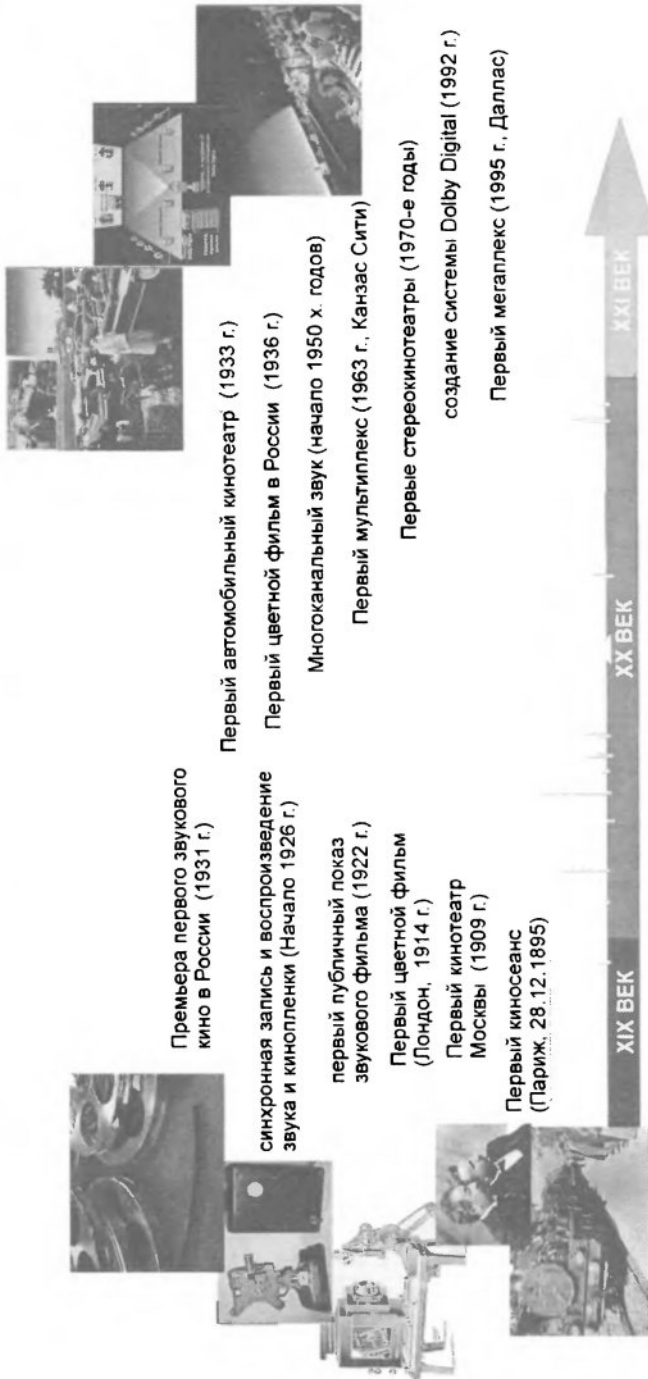 Премьера первого звукового
кино в России (1931 г.)
синхронная запись и воспроизведение
звука и кинопленки (Начало 1926 г.)
первый публичный показ
звукового фильма (1922 г.)
Первый цветной фильм
(Лондон, 1914 г.)
Первый кинотеатр
Москвы (1909 г.)
Первый киносеанс
(Париж, 28.12.1895)
Первый автомобильный кинотеатр (1933 г.)
Первый цветной фильм в России (1936 г.)
Многоканальный звук (начало 1950 х. годов)
Первый мультиплекс (1963 г., Канзас Сити)
Первые стереокинотеатры (1970-е годы)
создание системы Dolby Digital (1992 г.)
Первый мегаплекс (1995 г., Даллас)
XIX ВЕК
XX ВЕК
XXI ВЕК